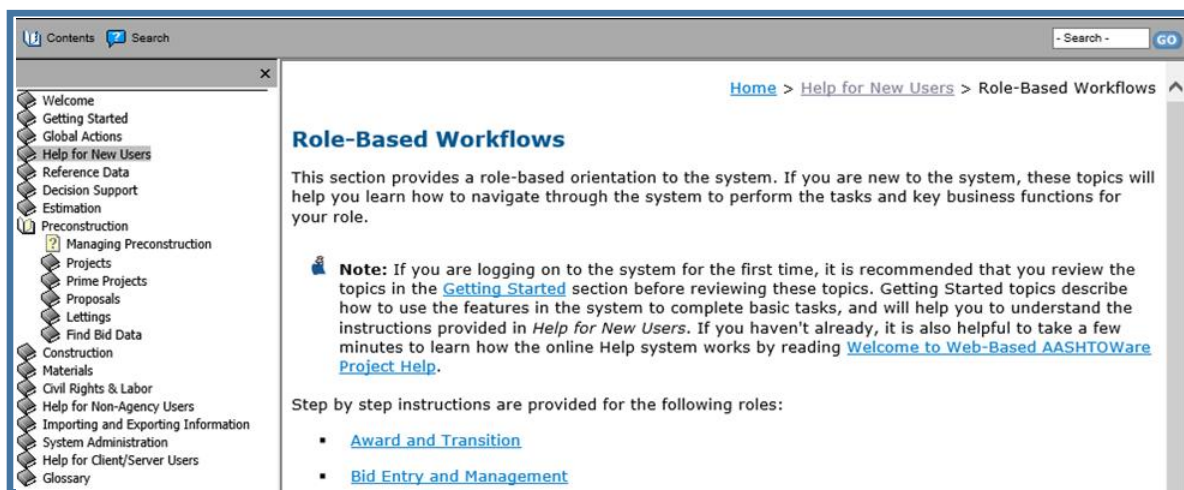 Contents Search
- Search - GO
×
Welcome
Getting Started
Global Actions
Help for New Users
Reference Data
Decision Support
Estimation
Preconstruction
Managing Preconstruction
Projects
Prime Projects
Proposals
Lettings
Find Bid Data
Construction
Materials
Civil Rights & Labor
Help for Non-Agency Users
Importing and Exporting Information
System Administration
Help for Client/Server Users
Glossary
Home > Help for New Users > Role-Based Workflows
Role-Based Workflows
This section provides a role-based orientation to the system. If you are new to the system, these topics will
help you learn how to navigate through the system to perform the tasks and key business functions for
your role.
Note: If you are logging on to the system for the first time, it is recommended that you review the
topics in the Getting Started section before reviewing these topics. Getting Started topics describe
how to use the features in the system to complete basic tasks, and will help you to understand the
instructions provided in Help for New Users. If you haven't already, it is also helpful to take a few
minutes to learn how the online Help system works by reading Welcome to Web-Based AASHTOWare
Project Help.
Step by step instructions are provided for the following roles:
▪ Award and Transition
▪ Bid Entry and Management